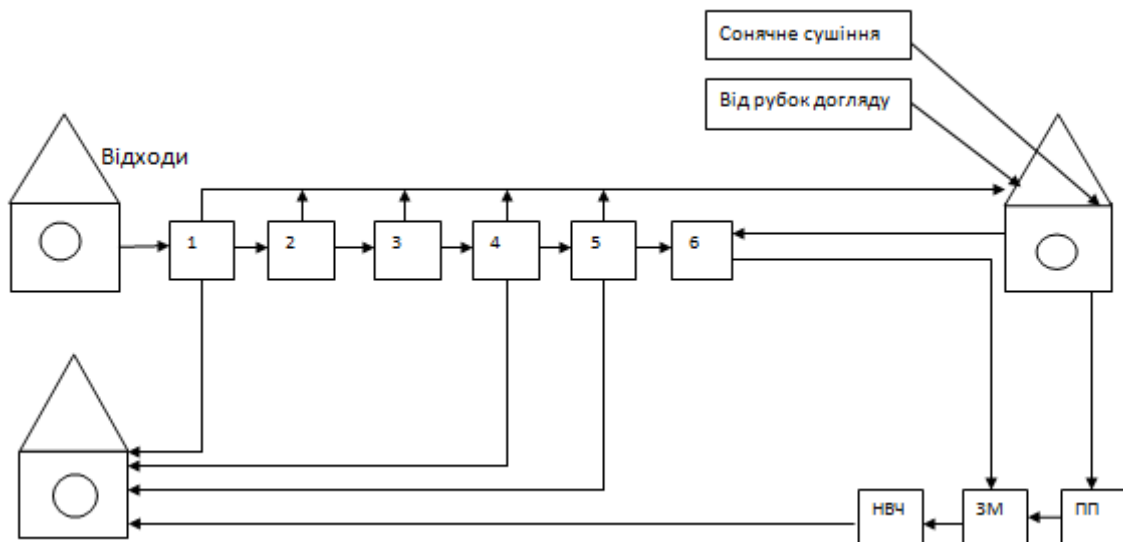 Сонячне сушіння
Від рубок догляду
Відходи
1
2
3
4
5
6
НВЧ
ЗМ
ПП